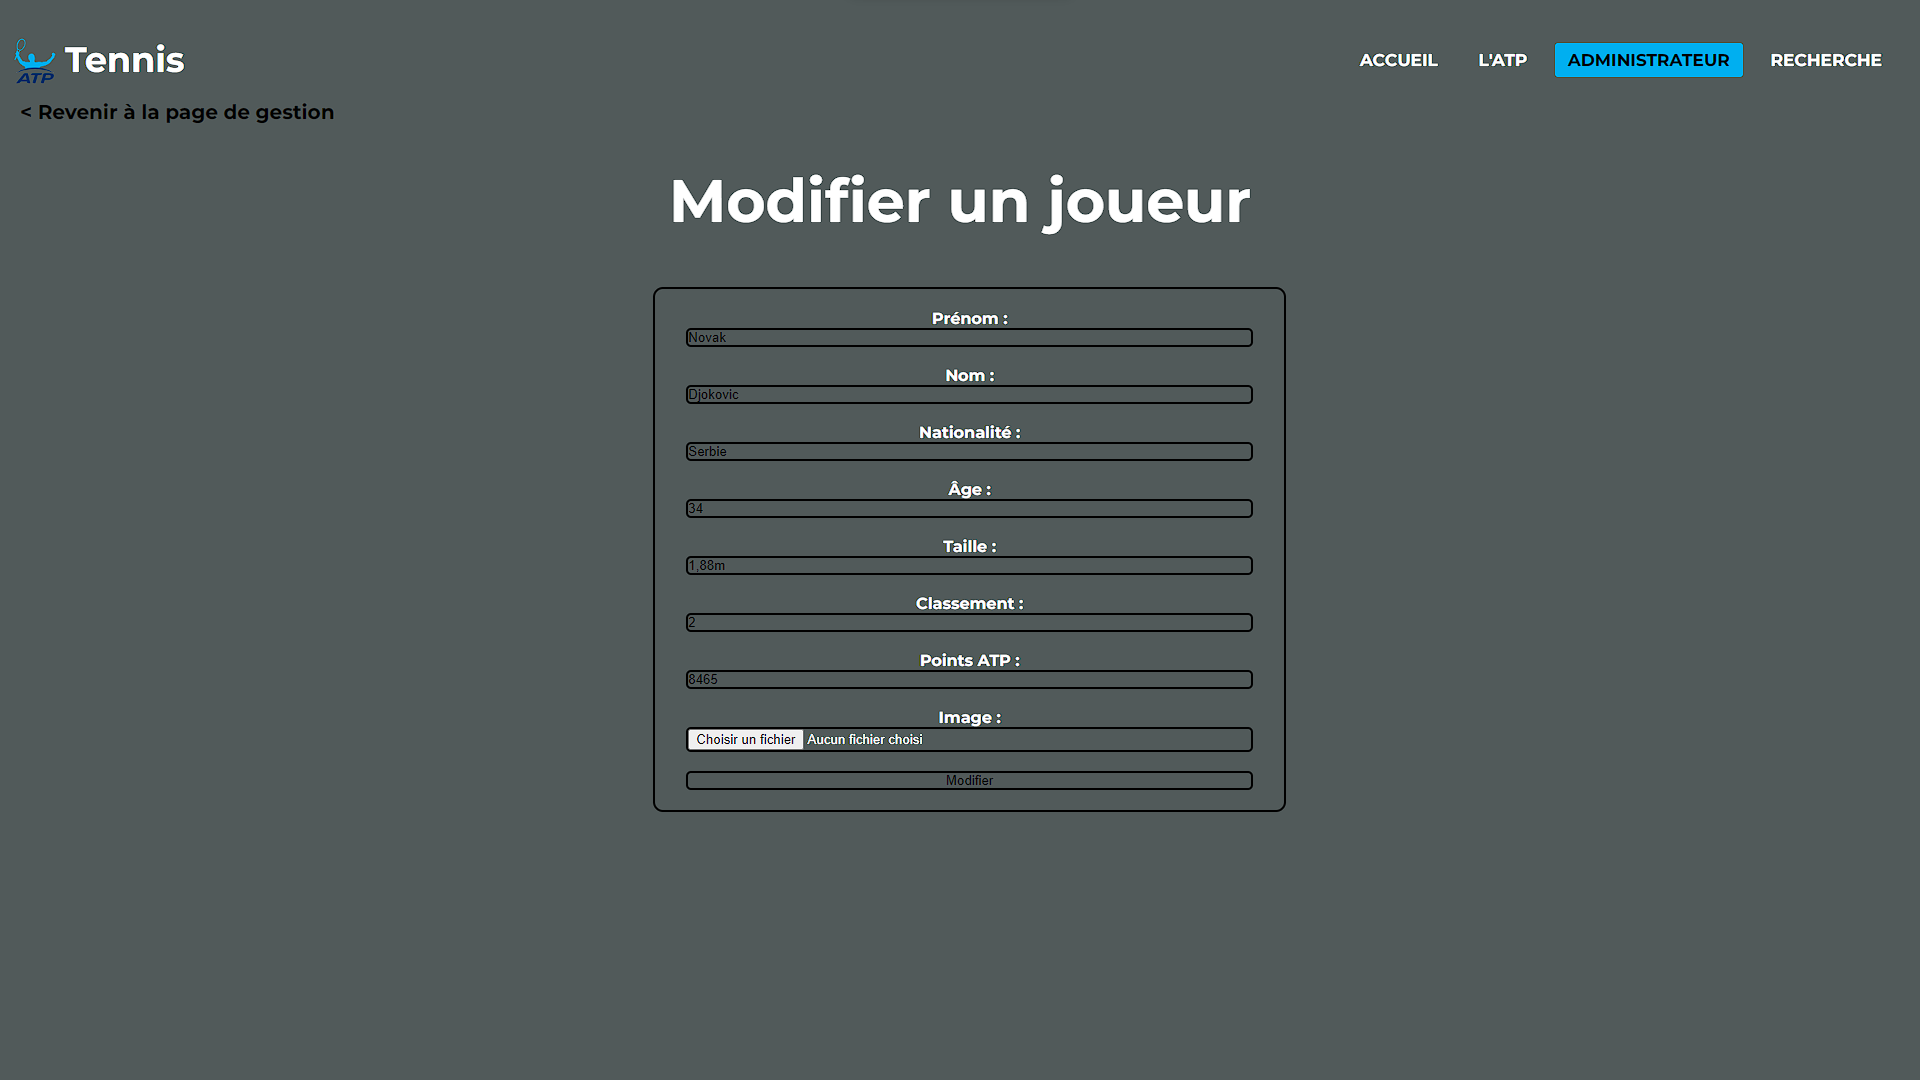 ATP
Tennis
ACCUEIL
L'ATP
ADMINISTRATEUR
RECHERCHE
< Revenir à la page de gestion
Modifier un joueur
Prénom :
Novak
Nom :
Djokovic
Nationalité :
Serbie
Âge :
34
Taille :
1,88m
Classement :
2
Points ATP :
8465
Image :
Choisir un fichier Aucun fichier choisi
Modifier